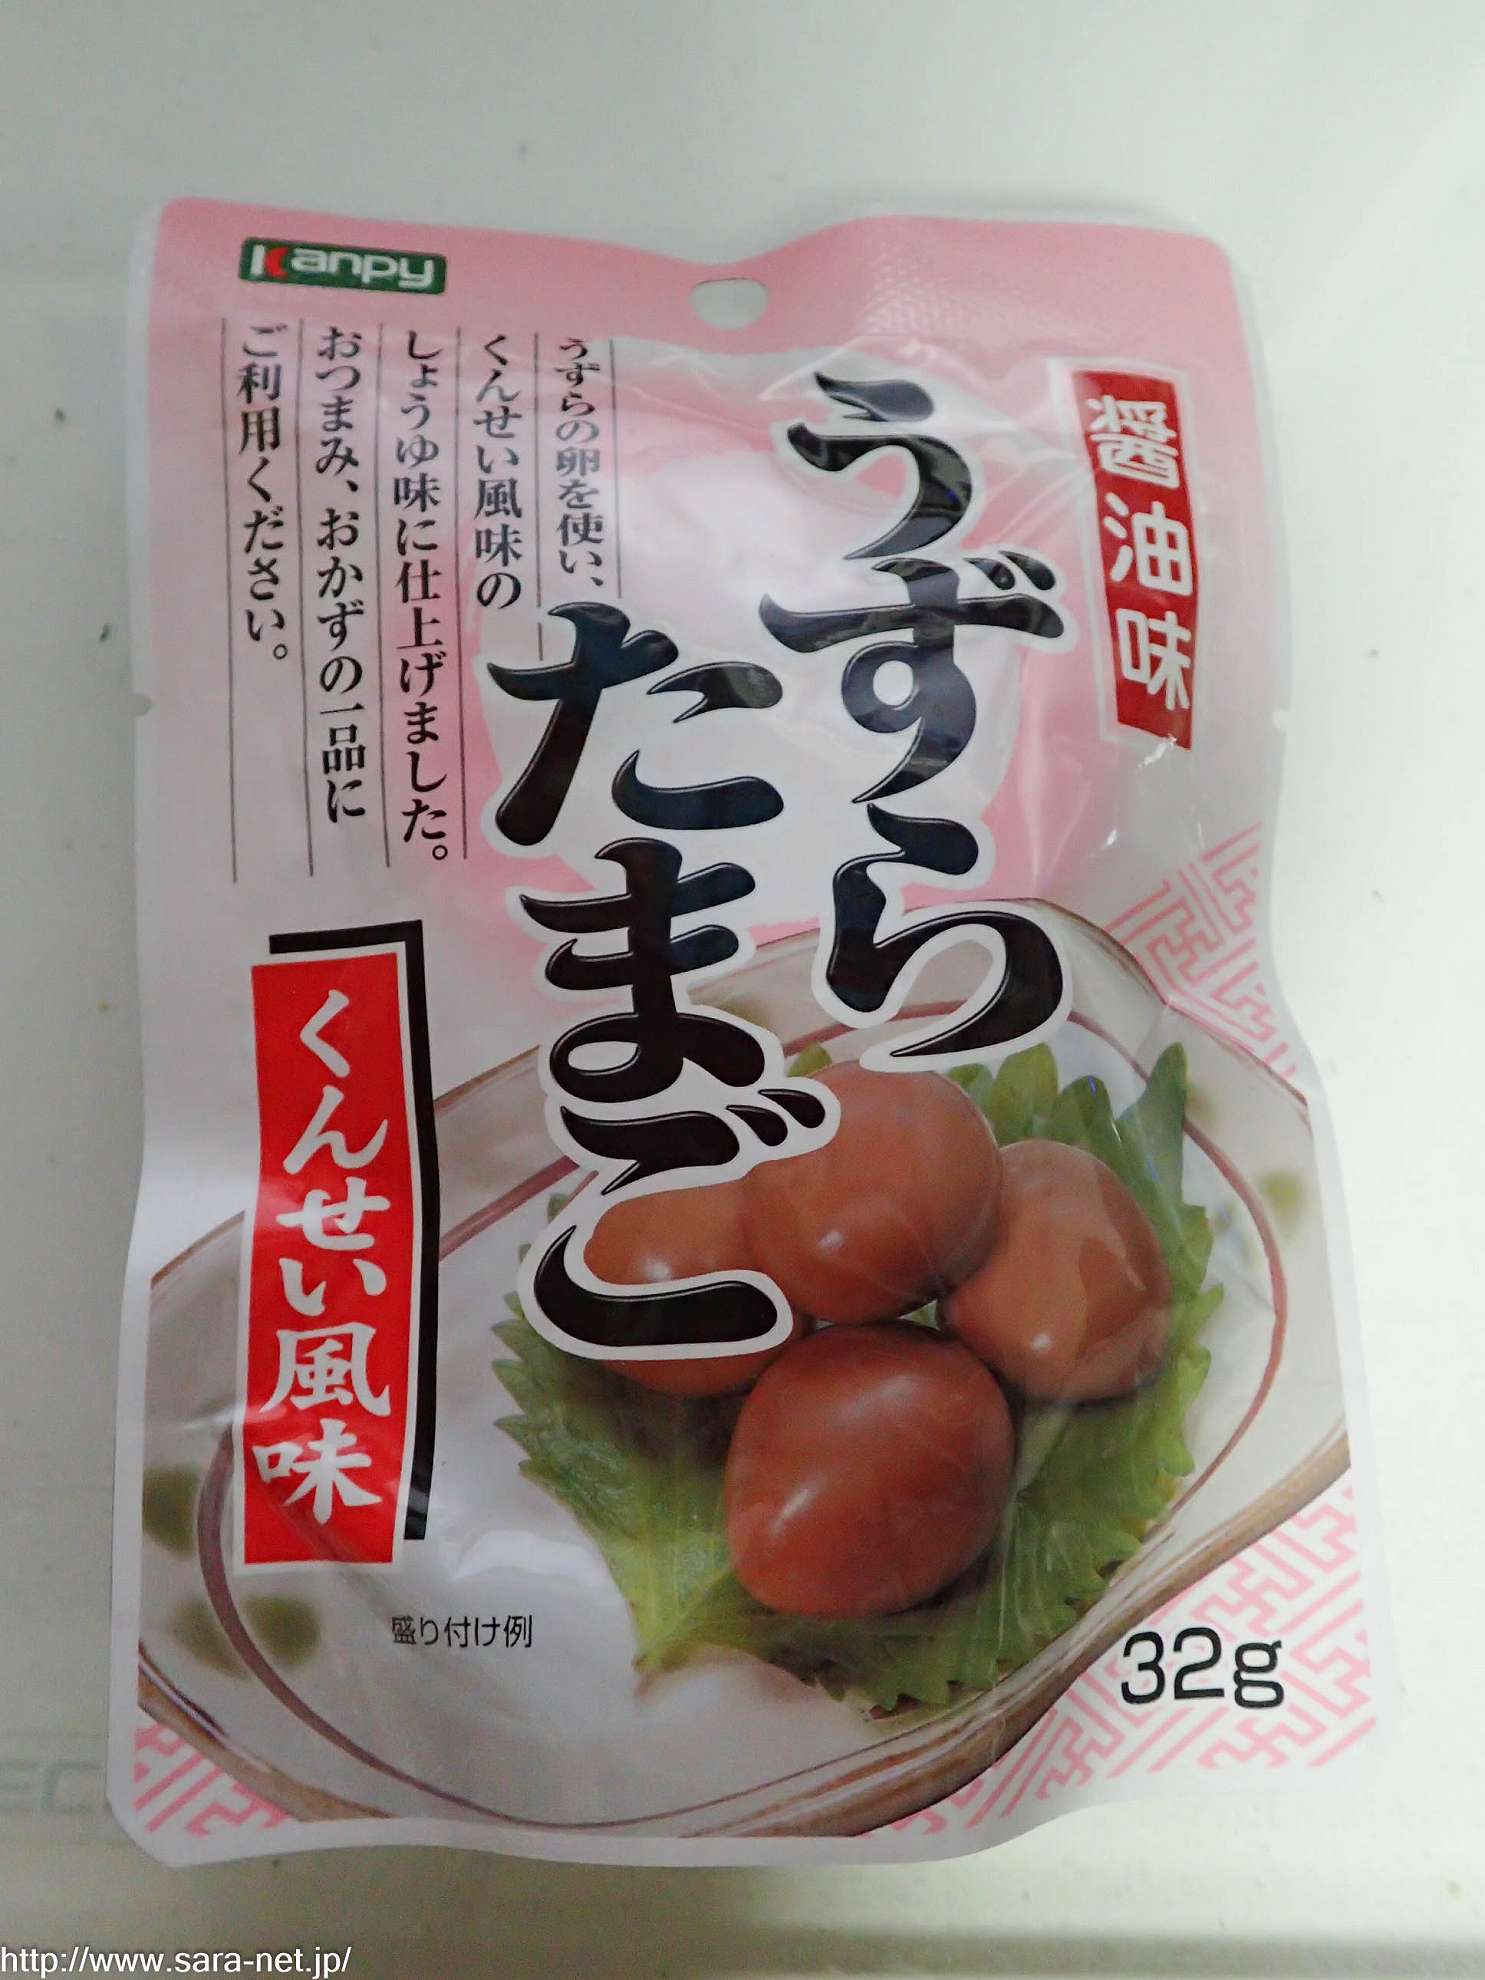 Kanpy
醤油味
うずら
たまご
うずらの卵を使い、
くんせい風味の
しょうゆ味に仕上げました。
おつまみ、おかずの一品に
ご利用ください。
くんせい風味
盛り付け例
32g
http://www.sara-net.jp/